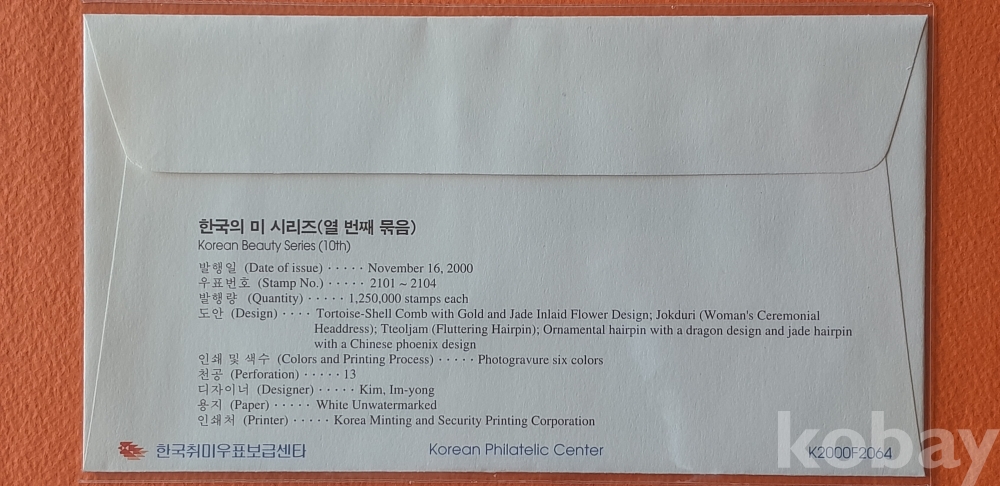 한국의 미 시리즈(열 번째 묶음)
Korean Beauty Series (10th)
발행일 (Date of issue) · · · · · November 16, 2000
우표번호 (Stamp No.) · · · · · 2101 ~ 2104
발행량 (Quantity) · · · · · 1,250,000 stamps each
도안 (Design) · · · · Tortoise-Shell Comb with Gold and Jade Inlaid Flower Design; Jokduri (Woman's Ceremonial
Headdress); Tteoljam (Fluttering Hairpin); Ornamental hairpin with a dragon design and jade hairpin
with a Chinese phoenix design
인쇄 및 색수 (Colors and Printing Process) · · · · · Photogravure six colors
천공 (Perforation) · · · · · 13
디자이너 (Designer) · · · · · Kim, Im-yong
용지 (Paper) · · · · · White Unwatermarked
인쇄처 (Printer) · · · · · Korea Minting and Security Printing Corporation
한국취미우표보급센타 Korean Philatelic Center K2000F2064
kobay